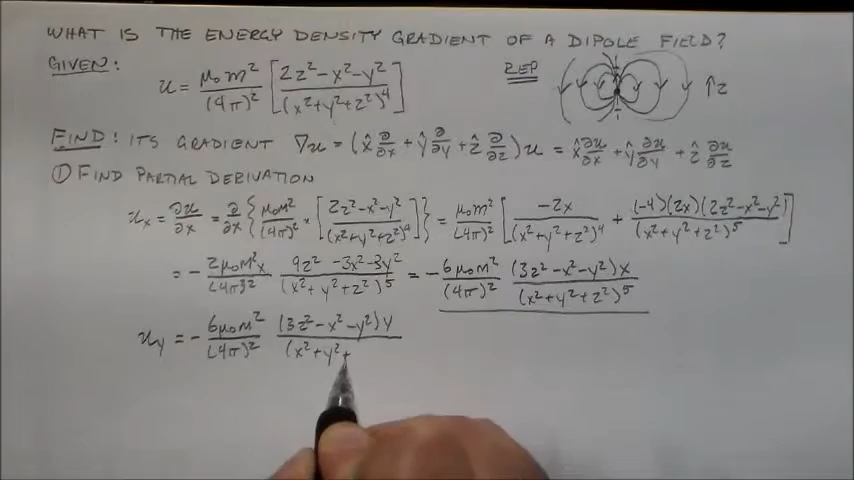 WHAT IS THE ENERGY DENSITY GRADIENT OF A DIPOLE FIELD?
GIVEN: u = μ₀m²/(4π)² [ (2z²-x²-y²)/(x²+y²+z²)⁴ ] REP ↑z
FIND: ITS GRADIENT ∇u = (x̂ ∂/∂x + ŷ ∂/∂y + ẑ ∂/∂z)u = x̂ ∂u/∂x + ŷ ∂u/∂y + ẑ ∂u/∂z
① FIND PARTIAL DERIVATION
u_x = ∂u/∂x = ∂/∂x { μ₀m²/(4π)² · [ (2z²-x²-y²)/(x²+y²+z²)⁴ ] } = μ₀m²/(4π)² [ -2x/(x²+y²+z²)⁴ + (-4)(2x)(2z²-x²-y²)/(x²+y²+z²)⁵ ]
= - 2μ₀m²x/(4π)² (9z²-3x²-3y²)/(x²+y²+z²)⁵ = - 6μ₀m²/(4π)² (3z²-x²-y²)x/(x²+y²+z²)⁵
u_y = - 6μ₀m²/(4π)² (3z²-x²-y²)y/(x²+y²+